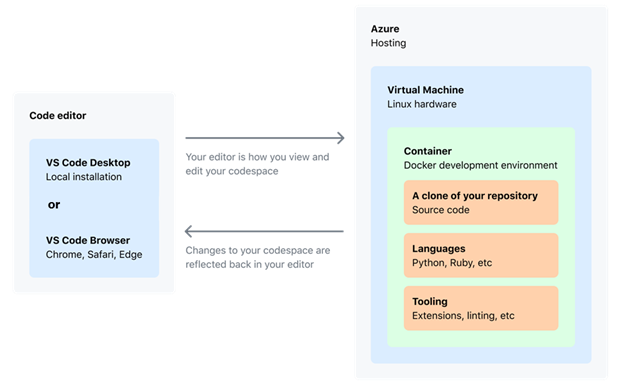 Code editor
VS Code Desktop
Local installation
or
VS Code Browser
Chrome, Safari, Edge
Your editor is how you view and
edit your codespace
Changes to your codespace are
reflected back in your editor
Azure
Hosting
Virtual Machine
Linux hardware
Container
Docker development environment
A clone of your repository
Source code
Languages
Python, Ruby, etc
Tooling
Extensions, linting, etc